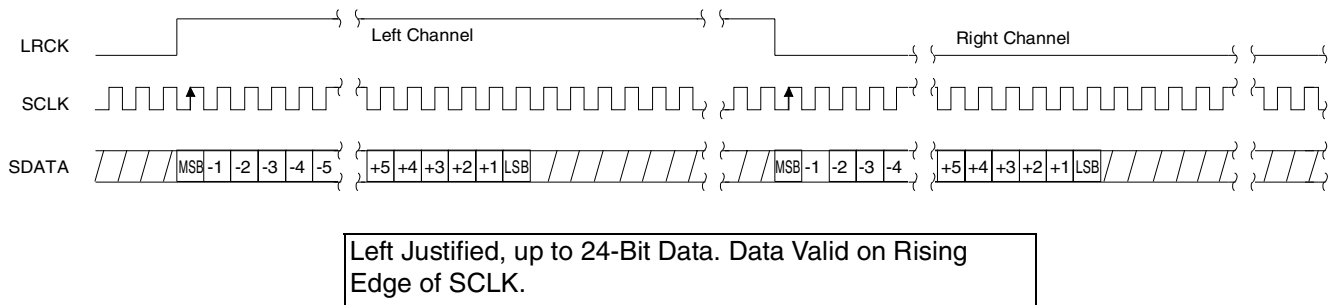 LRCK Left Channel Right Channel
SCLK
SDATA MSB -1 -2 -3 -4 -5 +5 +4 +3 +2 +1 LSB MSB -1 -2 -3 -4 +5 +4 +3 +2 +1 LSB
Left Justified, up to 24-Bit Data. Data Valid on Rising
Edge of SCLK.